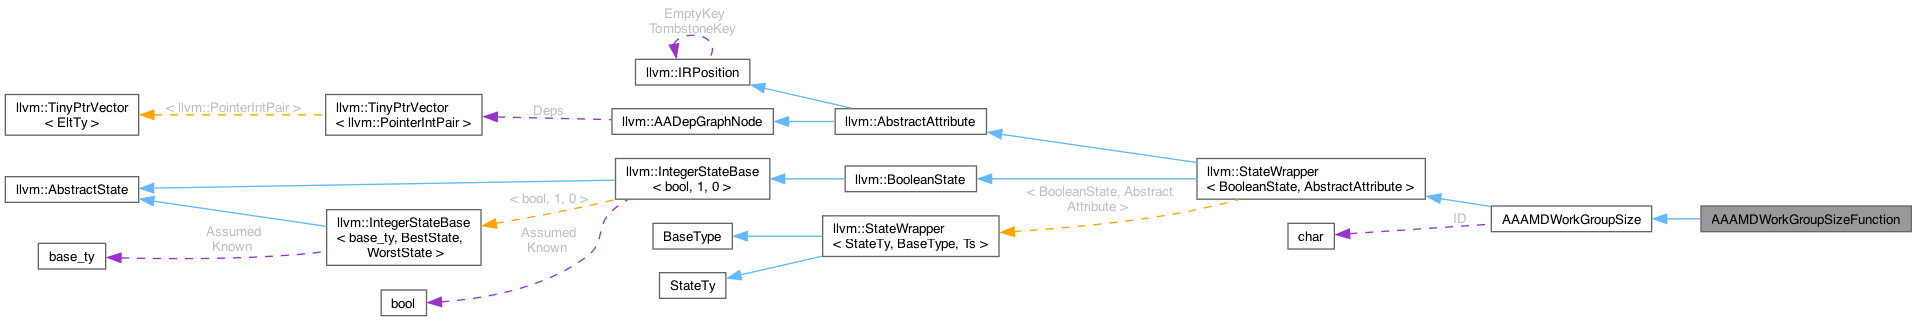 EmptyKey
TombstoneKey
llvm::IRPosition
llvm::TinyPtrVector
< EltTy >
< llvm::PointerIntPair >
llvm::TinyPtrVector
< llvm::PointerIntPair >
Deps
llvm::AADepGraphNode
llvm::AbstractAttribute
llvm::AbstractState
llvm::IntegerStateBase
< bool, 1, 0 >
llvm::BooleanState
llvm::StateWrapper
< BooleanState, AbstractAttribute >
< bool, 1, 0 >
< BooleanState, Abstract
Attribute >
llvm::IntegerStateBase
< base_ty, BestState,
WorstState >
Assumed
Known
Assumed
Known
base_ty
BaseType
llvm::StateWrapper
< StateTy, BaseType, Ts >
char
ID
AAAMDWorkGroupSize
AAAMDWorkGroupSizeFunction
StateTy
bool